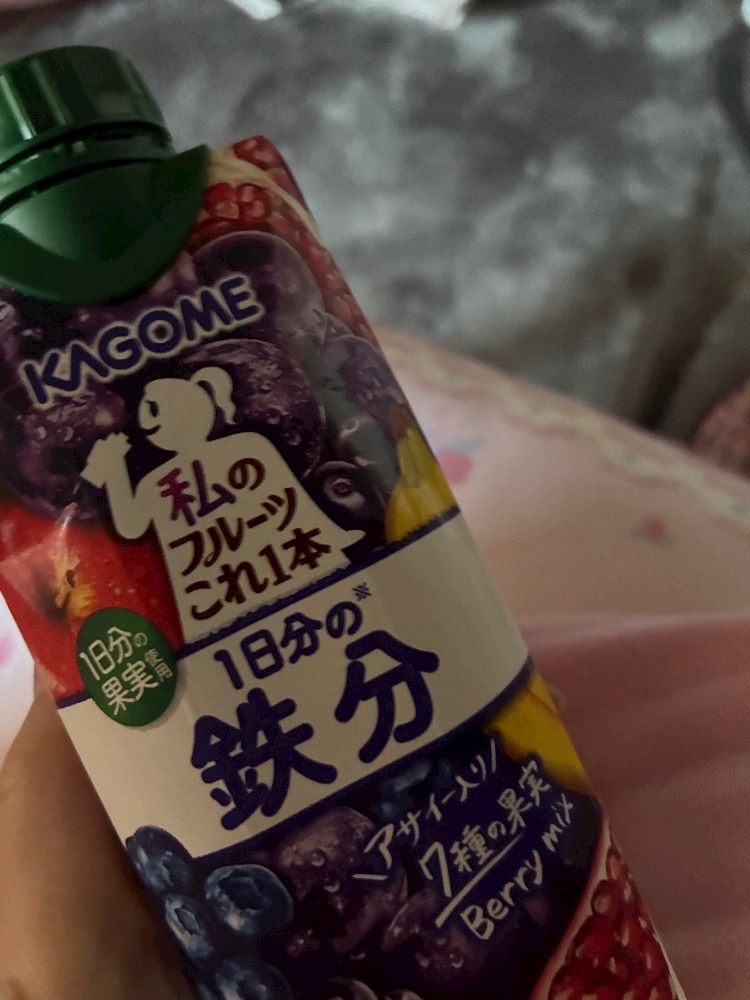 KAGOME
私の
フルーツ
これ1本
1日分の
果実使用
1日分の※
鉄分
\アサイー入り/
7種の果実
Berry mix